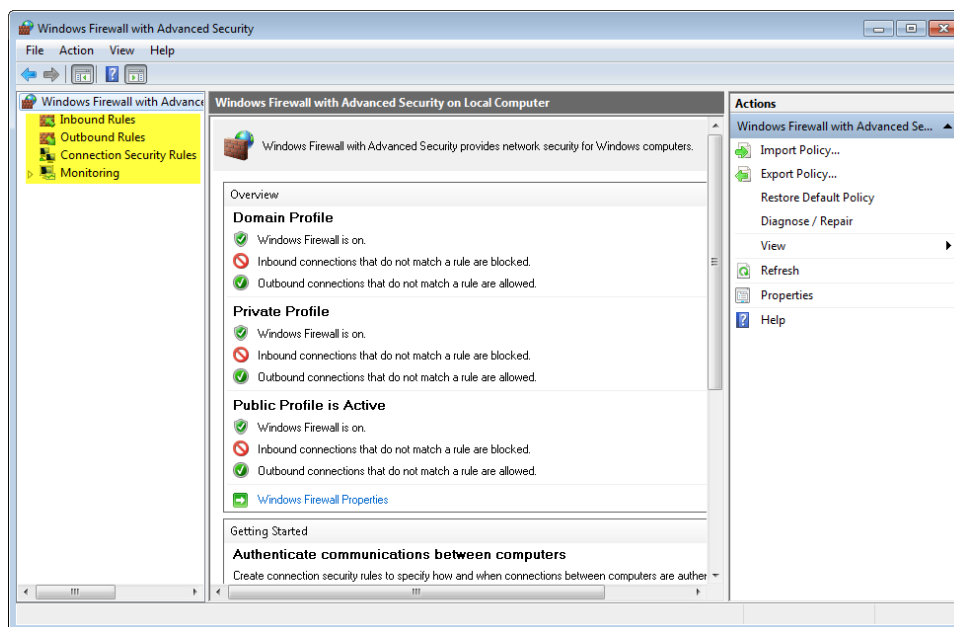 Windows Firewall with Advanced Security
File Action View Help
Windows Firewall with Advance
Inbound Rules
Outbound Rules
Connection Security Rules
Monitoring
Windows Firewall with Advanced Security on Local Computer
Windows Firewall with Advanced Security provides network security for Windows computers.
Overview
Domain Profile
Windows Firewall is on.
Inbound connections that do not match a rule are blocked.
Outbound connections that do not match a rule are allowed.
Private Profile
Windows Firewall is on.
Inbound connections that do not match a rule are blocked.
Outbound connections that do not match a rule are allowed.
Public Profile is Active
Windows Firewall is on.
Inbound connections that do not match a rule are blocked.
Outbound connections that do not match a rule are allowed.
Windows Firewall Properties
Getting Started
Authenticate communications between computers
Create connection security rules to specify how and when connections between computers are auther
Actions
Windows Firewall with Advanced Se...
Import Policy...
Export Policy...
Restore Default Policy
Diagnose / Repair
View
Refresh
Properties
Help